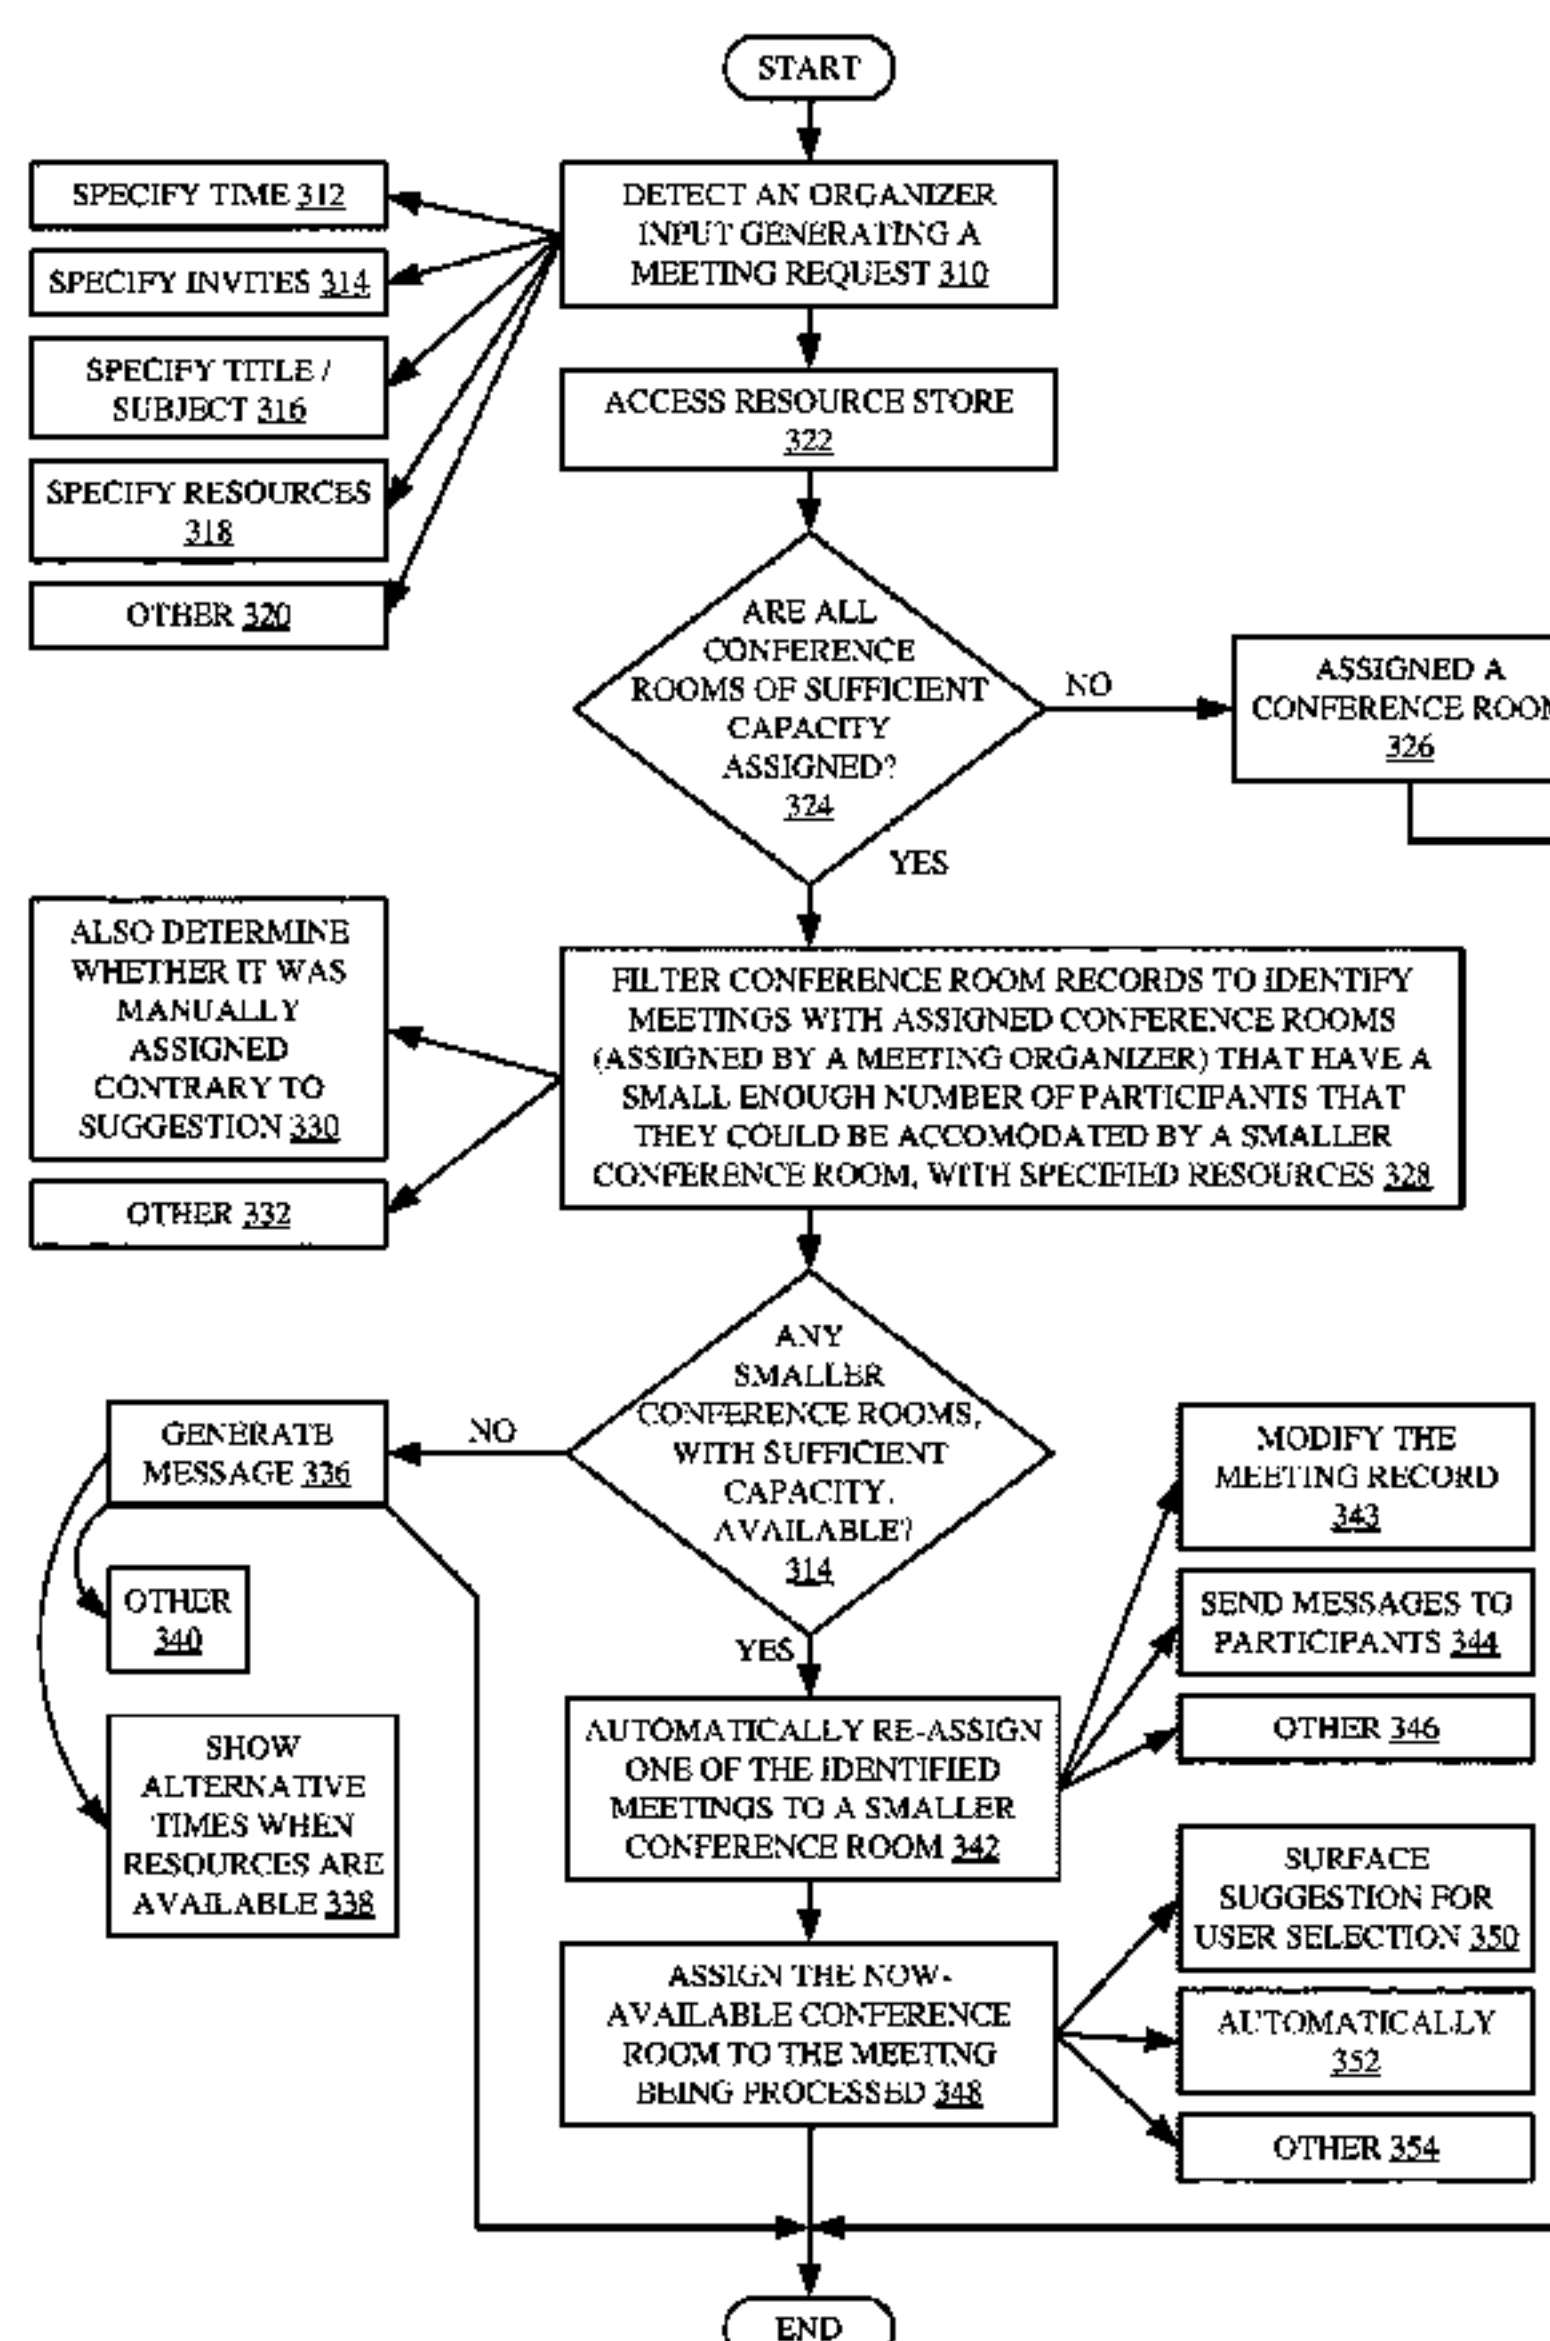 START
DETECT AN ORGANIZER
INPUT GENERATING A
MEETING REQUEST 310
SPECIFY TIME 312
SPECIFY INVITES 314
SPECIFY TITLE /
SUBJECT 316
SPECIFY RESOURCES
318
OTHER 320
ACCESS RESOURCE STORE
322
ARE ALL
CONFERENCE
ROOMS OF SUFFICIENT
CAPACITY
ASSIGNED?
324
NO
ASSIGNED A
CONFERENCE
326
YES
ALSO DETERMINE
WHETHER IT WAS
MANUALLY
ASSIGNED
CONTRARY TO
SUGGESTION 330
OTHER 332
FILTER CONFERENCE ROOM RECORDS TO IDENTIFY
MEETINGS WITH ASSIGNED CONFERENCE ROOMS
(ASSIGNED BY A MEETING ORGANIZER) THAT HAVE A
SMALL ENOUGH NUMBER OF PARTICIPANTS THAT
THEY COULD BE ACCOMODATED BY A SMALLER
CONFERENCE ROOM, WITH SPECIFIED RESOURCES 328
ANY
SMALLER
CONFERENCE ROOMS,
WITH SUFFICIENT
CAPACITY,
AVAILABLE?
314
NO
GENERATE
MESSAGE 336
OTHER
340
SHOW
ALTERNATIVE
TIMES WHEN
RESOURCES ARE
AVAILABLE 338
YES
AUTOMATICALLY RE-ASSIGN
ONE OF THE IDENTIFIED
MEETINGS TO A SMALLER
CONFERENCE ROOM 342
MODIFY THE
MEETING RECORD
343
SEND MESSAGES TO
PARTICIPANTS 344
OTHER 346
ASSIGN THE NOW-
AVAILABLE CONFERENCE
ROOM TO THE MEETING
BEING PROCESSED 348
SURFACE
SUGGESTION FOR
USER SELECTION 350
AUTOMATICALLY
352
OTHER 354
END